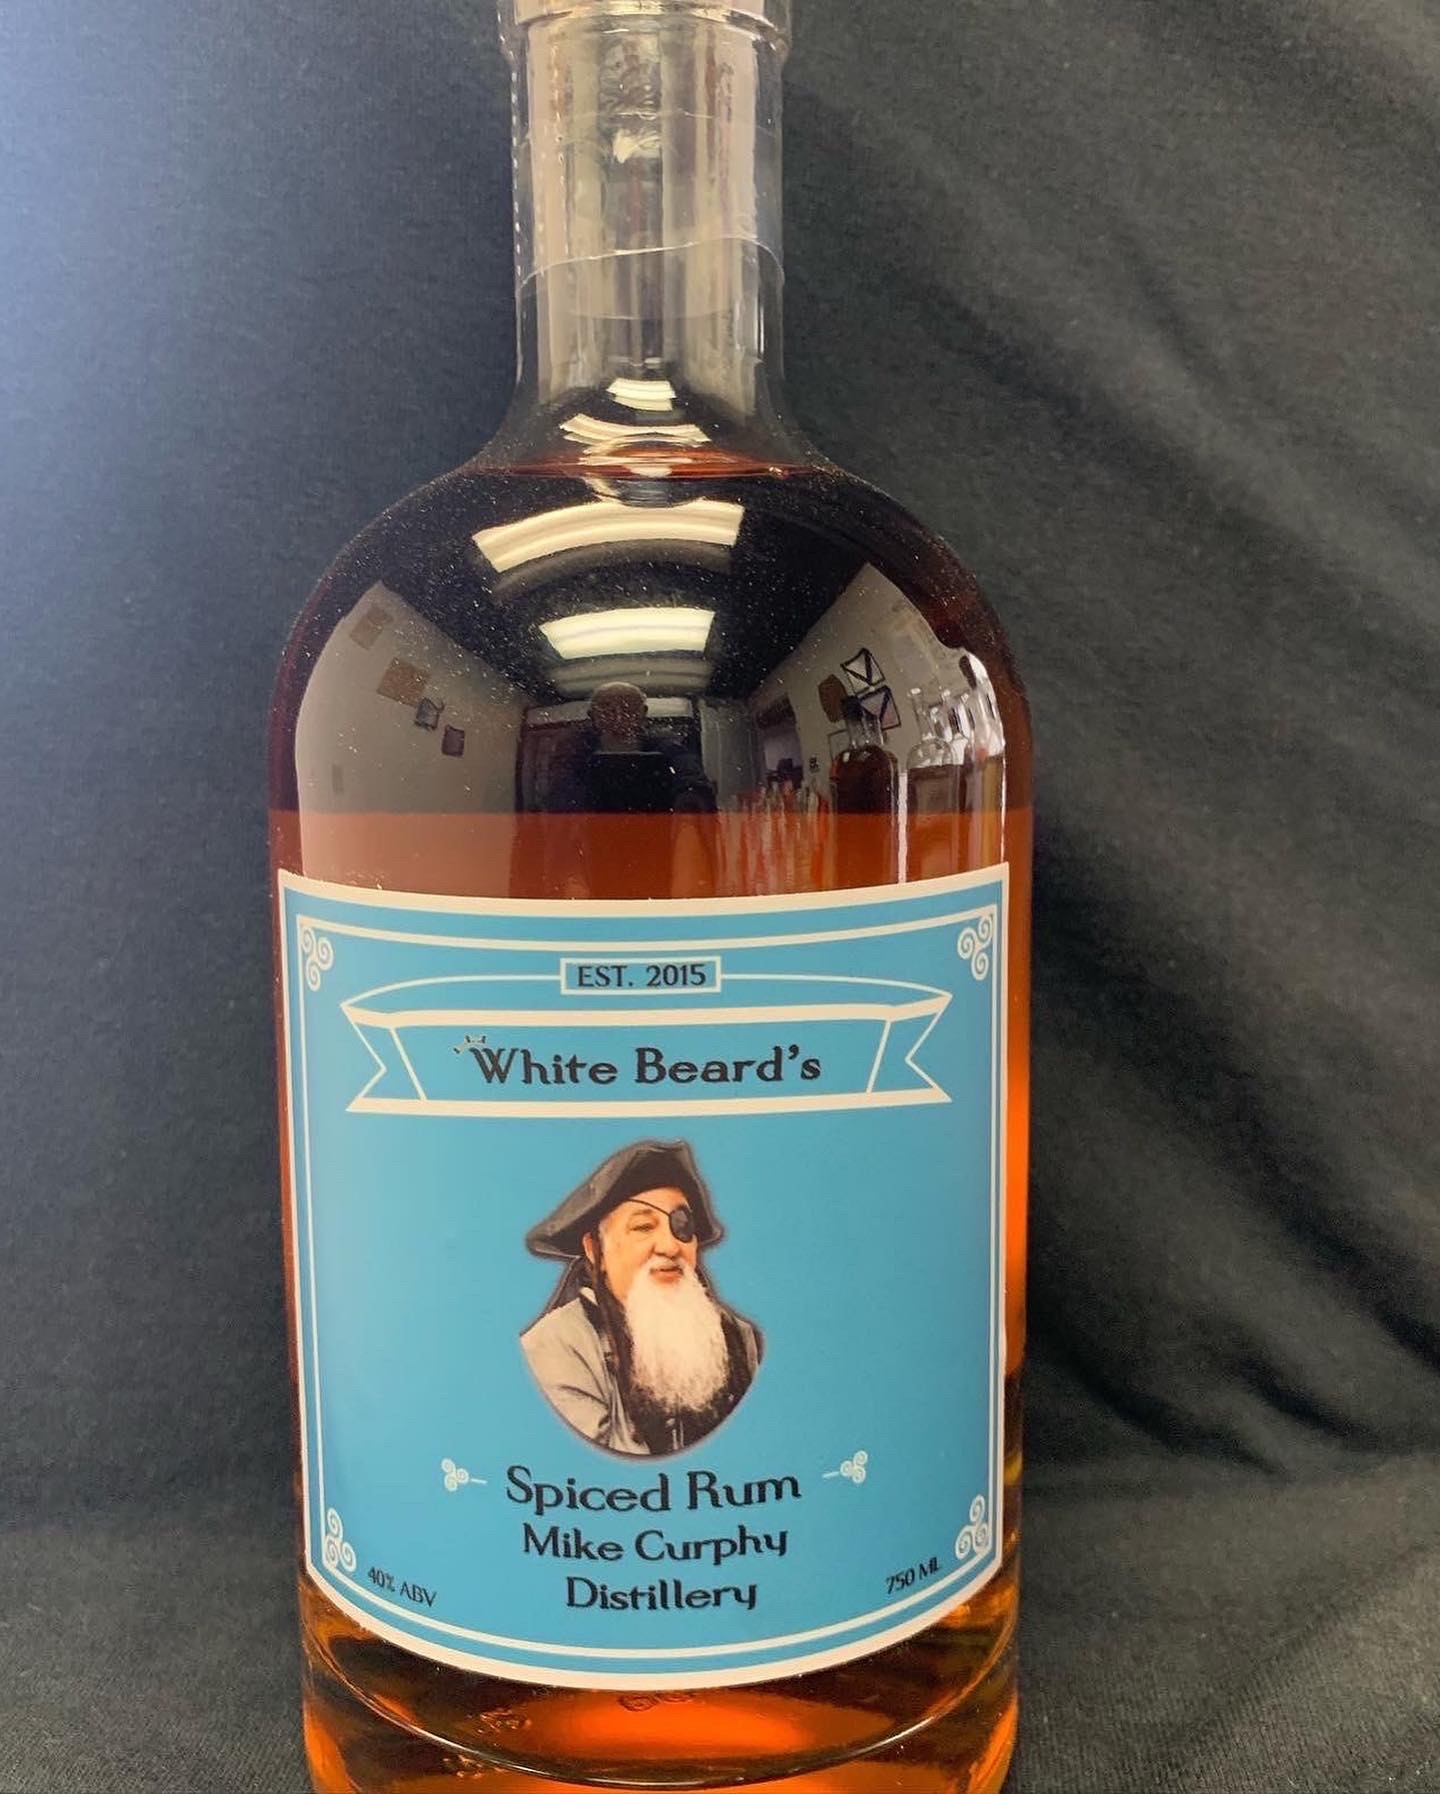 EST. 2015
White Beard's
Spiced Rum
Mike Curphy
Distillery
40% ABV
750 ML